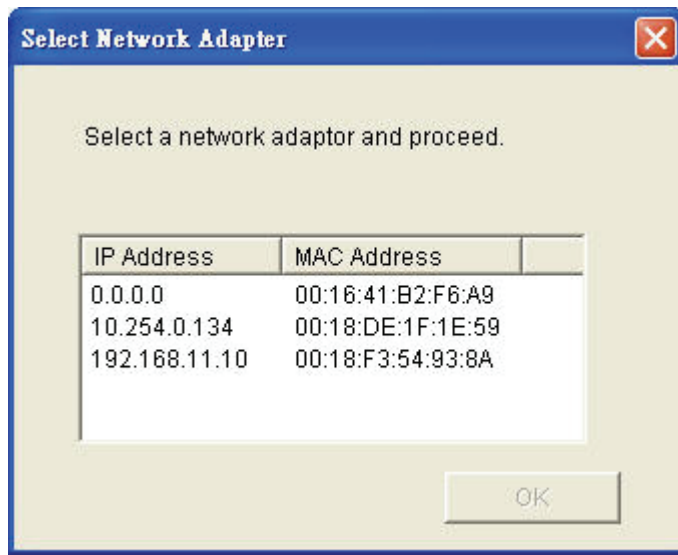 Select Network Adapter
Select a network adaptor and proceed.
IP Address MAC Address
0.0.0.0 00:16:41:B2:F6:A9
10.254.0.134 00:18:DE:1F:1E:59
192.168.11.10 00:18:F3:54:93:8A
OK